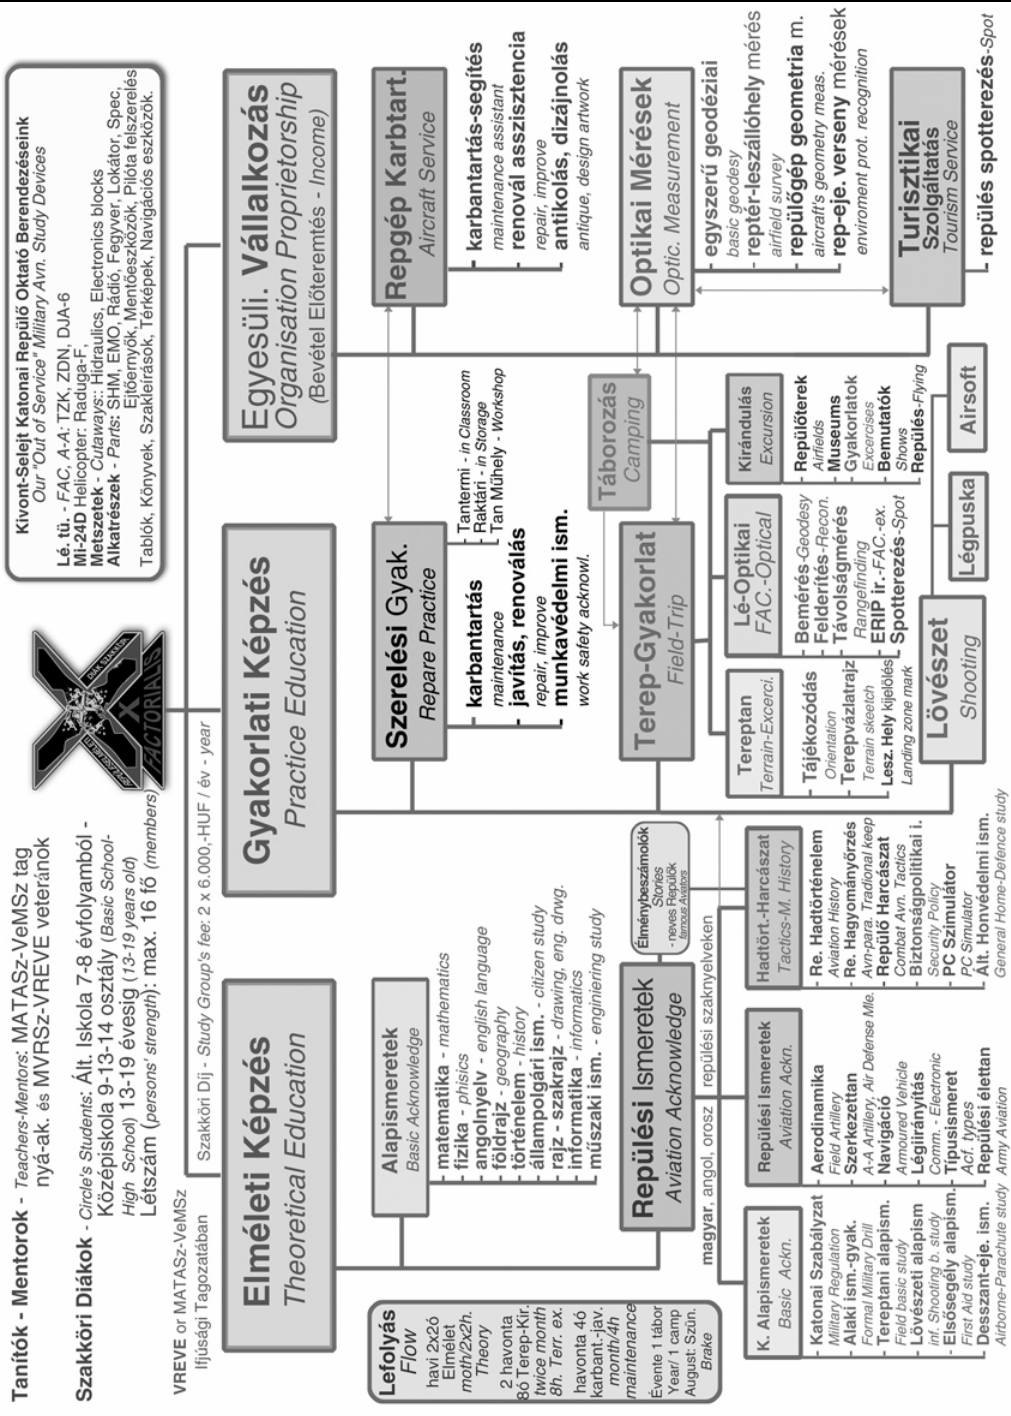 Tanítók - Mentorok - Teachers-Mentors: MATASz-VeMSz tag
nyá-ak. és MVRSz-VREVE veteránok
Szakköri Diákok - Circle's Students: Ált. Iskola 7-8 évfolyamból -
Középiskola 9-13-14 osztály (Basic School-
High School) 13-19 évesig (13-19 years old)
Létszám (persons' strength): max. 16 fő (members)
DIÁK SZAKKÖR
X
FACTORIALIS
Kivont-Selejt Katonai Repülő Oktató Berendezéseink
Our "Out of Service" Military Avn. Study Devices
Lé. tü. - FAC, A-A: TZK, ZDN, DJA-6
Mi-24D Helicopter: Raduga-F,
Metszetek - Cutaways:: Hidraulics, Electronics blocks
Alkatrészek - Parts: SHM, EMO, Rádió, Fegyver, Lokátor, Spec,
Ejtőernyők, Mentőeszközök, Pilóta felszerelés
Tablók, Könyvek, Szakleírások, Térképek, Navigációs eszközök.
VREVE or MATASz-VeMSz
Ifjúsági Tagozatában
Szakköri Díj - Study Group's fee: 2 x 6.000,-HUF / év - year
Elméleti Képzés
Theoretical Education
Gyakorlati Képzés
Practice Education
Egyesüli. Vállalkozás
Organisation Proprietorship
(Bevétel Előteremtés - Income)
Lefolyás
Flow
havi 2x2ó
Elmélet
moth/2x2h.
Theory
2 havonta
8ó Terep-Kir.
twice month
8h. Terr. ex.
havonta 4ó
karbant.-jav.
month/4h
maintenance
Évente 1 tábor
Year/ 1 camp
August: Szün.
Brake
Alapismeretek
Basic Acknowledge
matematika - mathematics
fizika - phisics
angolnyelv - english language
földrajz - geography
történelem - history
állampolgári ism. - citizen study
rajz - szakrajz - drawing, eng. drwg.
informatika - informatics
műszaki ism. - enginiering study
Repülési Ismeretek
Aviation Acknowledge
magyar, angol, orosz repülési szaknyelveken
Élménybeszámolók
Stories
- neves Repülők
famous Aviators
K. Alapismeretek
Basic Ackn.
Katonai Szabályzat
Military Regulation
Alaki ism.-gyak.
Formal Military Drill
Tereptani alapism.
Field basic study
Lövészeti alapism
inf. Shooting b. study
Elsősegély alapism.
First Aid study
Desszant-eje. ism.
Airborne-Parachute study
Repülési Ismeretek
Aviation Ackn.
Aerodinamika
Field Artillery
Szerkezettan
A-A Artillery, Air Defense Mle.
Navigáció
Armoured Vehicle
Légiirányítás
Comm. - Electronic
Típusismeret
Acf. types
Repülési élettan
Army Aviation
Hadtört.-Harcászat
Tactics-M. History
Re. Hadtörténelem
Aviation History
Re. Hagyományőrzés
Avn-para. Tradional keep
Repülő Harcászat
Combat Avn. Tactics
Biztonságpolitikai i.
Security Policy
PC Szimulátor
PC Simulator
Ált. Honvédelmi ism.
General Home-Defence study
Szerelési Gyak.
Repare Practice
Tantermi - in Classroom
Raktári - in Storage
Tan Műhely - Workshop
karbantartás
maintenance
javítás, renoválás
repair, improve
munkavédelmi ism.
work safety acknowl.
Terep-Gyakorlat
Field-Trip
Táborozás
Camping
Tereptan
Terrain-Excerci.
Tájékozódás
Orientation
Terepvázlatrajz
Terrain skeetch
Lesz. Hely kijelölés
Landing zone mark
Lé-Optikai
FAC.-Optical
Bemérés-Geodesy
Felderítés-Recon.
Távolságmérés
Rangefinding
ERIP ir.-FAC.-ex.
Spotterezés-Spot
Kirándulás
Excursion
Repülőterek
Airfields
Múseums
Gyakorlatok
Excercises
Bemutatók
Shows
Repülés-Flying
Lövészet
Shooting
Légpuska
Airsoft
Repgép Karbtart.
Aircraft Service
karbantartás-segítés
maintenance assistant
renovál asszisztencia
repair, improve
antikolás, dizájnolás
antique, design artwork
Optikai Mérések
Optic. Measurement
egyszerű geodéziai
basic geodesy
reptér-leszállóhely mérés
airfield survey
repülőgép geometria m.
aircraft's geometry meas.
rep-eje. verseny mérések
enviroment prot. recognition
Turisztikai
Szolgáltatás
Tourism Service
repülés spotterezés-Spot